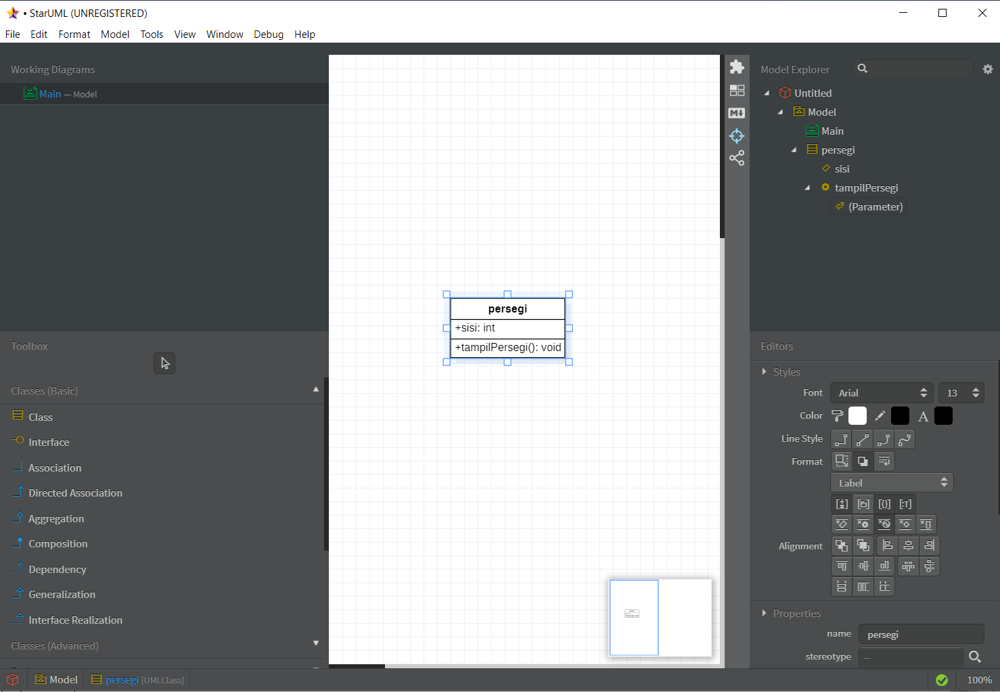 • StarUML (UNREGISTERED)
File Edit Format Model Tools View Window Debug Help
Working Diagrams
Main — Model
Toolbox
Classes (Basic)
Class
Interface
Association
Directed Association
Aggregation
Composition
Dependency
Generalization
Interface Realization
Classes (Advanced)
persegi
+sisi: int
+tampilPersegi(): void
M
Model Explorer
Untitled
Model
Main
persegi
sisi
tampilPersegi
(Parameter)
Editors
Styles
Font Arial 13
Color A
Line Style
Format
Label
Alignment
Properties
name persegi
stereotype —
Model persegi [UMLClass] 100%